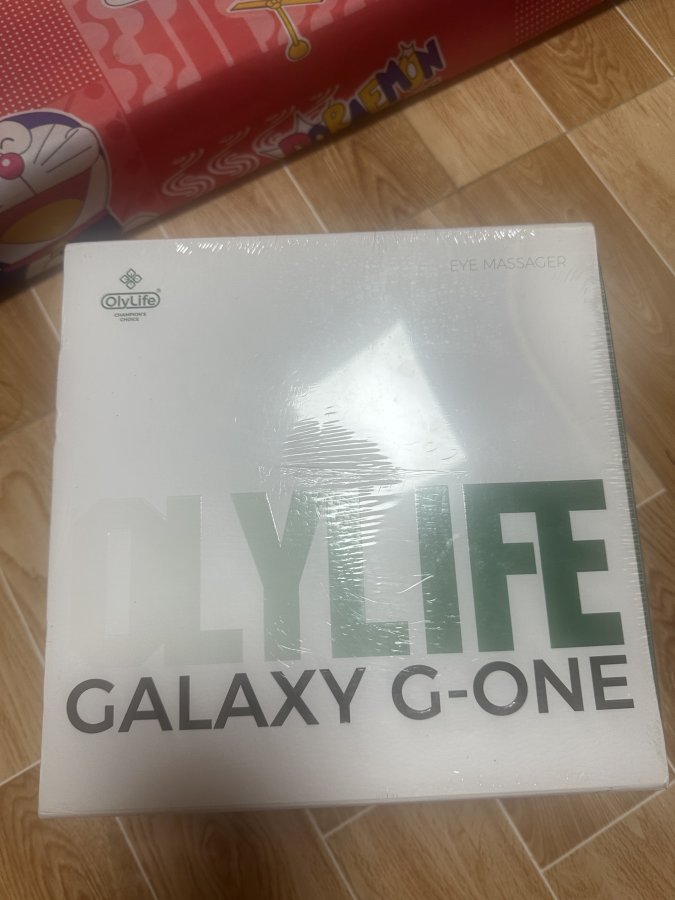 DORAEMON
EYE MASSAGER
OlyLife®
CHAMPION'S
CHOICE
OLYLIFE
GALAXY G-ONE